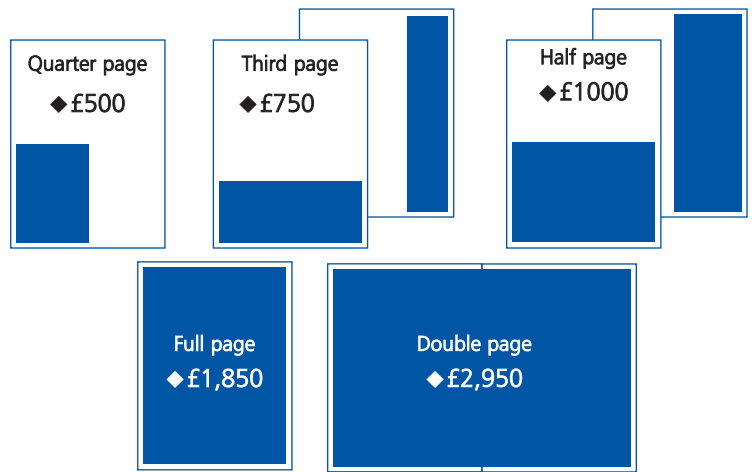 Quarter page
◆£500
Third page
◆£750
Half page
◆£1000
Full page
◆£1,850
Double page
◆£2,950